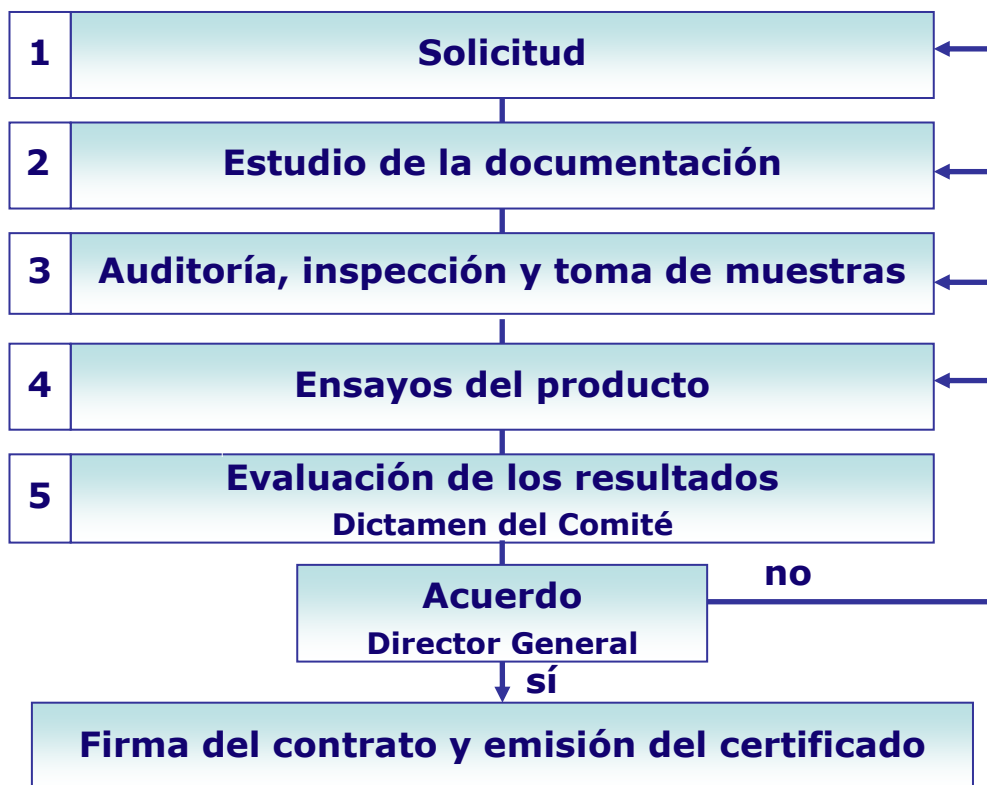 1 Solicitud
2 Estudio de la documentación
3 Auditoría, inspección y toma de muestras
4 Ensayos del producto
5 Evaluación de los resultados
Dictamen del Comité
Acuerdo
Director General
no
sí
Firma del contrato y emisión del certificado